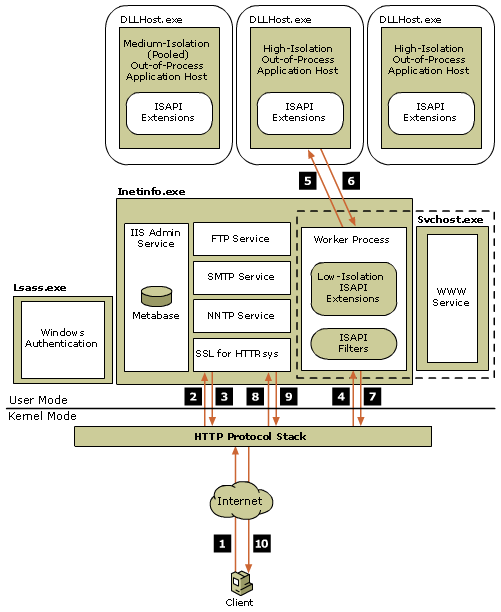 DLLHost.exe
Medium-Isolation
(Pooled)
Out-of-Process
Application Host
ISAPI
Extensions
DLLHost.exe
High-Isolation
Out-of-Process
Application Host
ISAPI
Extensions
DLLHost.exe
High-Isolation
Out-of-Process
Application Host
ISAPI
Extensions
5
6
Inetinfo.exe
IIS Admin
Service
Metabase
FTP Service
SMTP Service
NNTP Service
SSL for HTTP.sys
Worker Process
Low-Isolation
ISAPI
Extensions
ISAPI
Filters
Svchost.exe
WWW
Service
Lsass.exe
Windows
Authentication
2
3
8
9
4
7
User Mode
Kernel Mode
HTTP Protocol Stack
Internet
1
10
Client